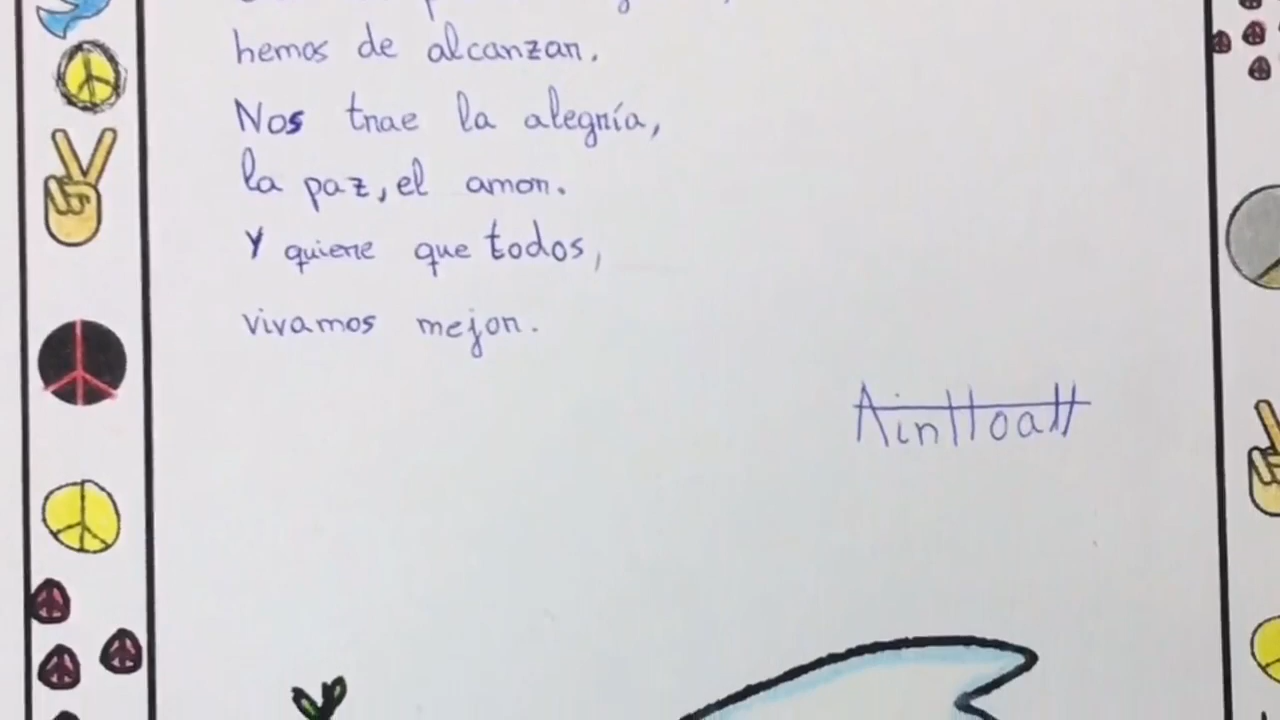 hemos de alcanzar.
Nos trae la alegría,
la paz, el amor.
Y quiere que todos,
vivamos mejor.